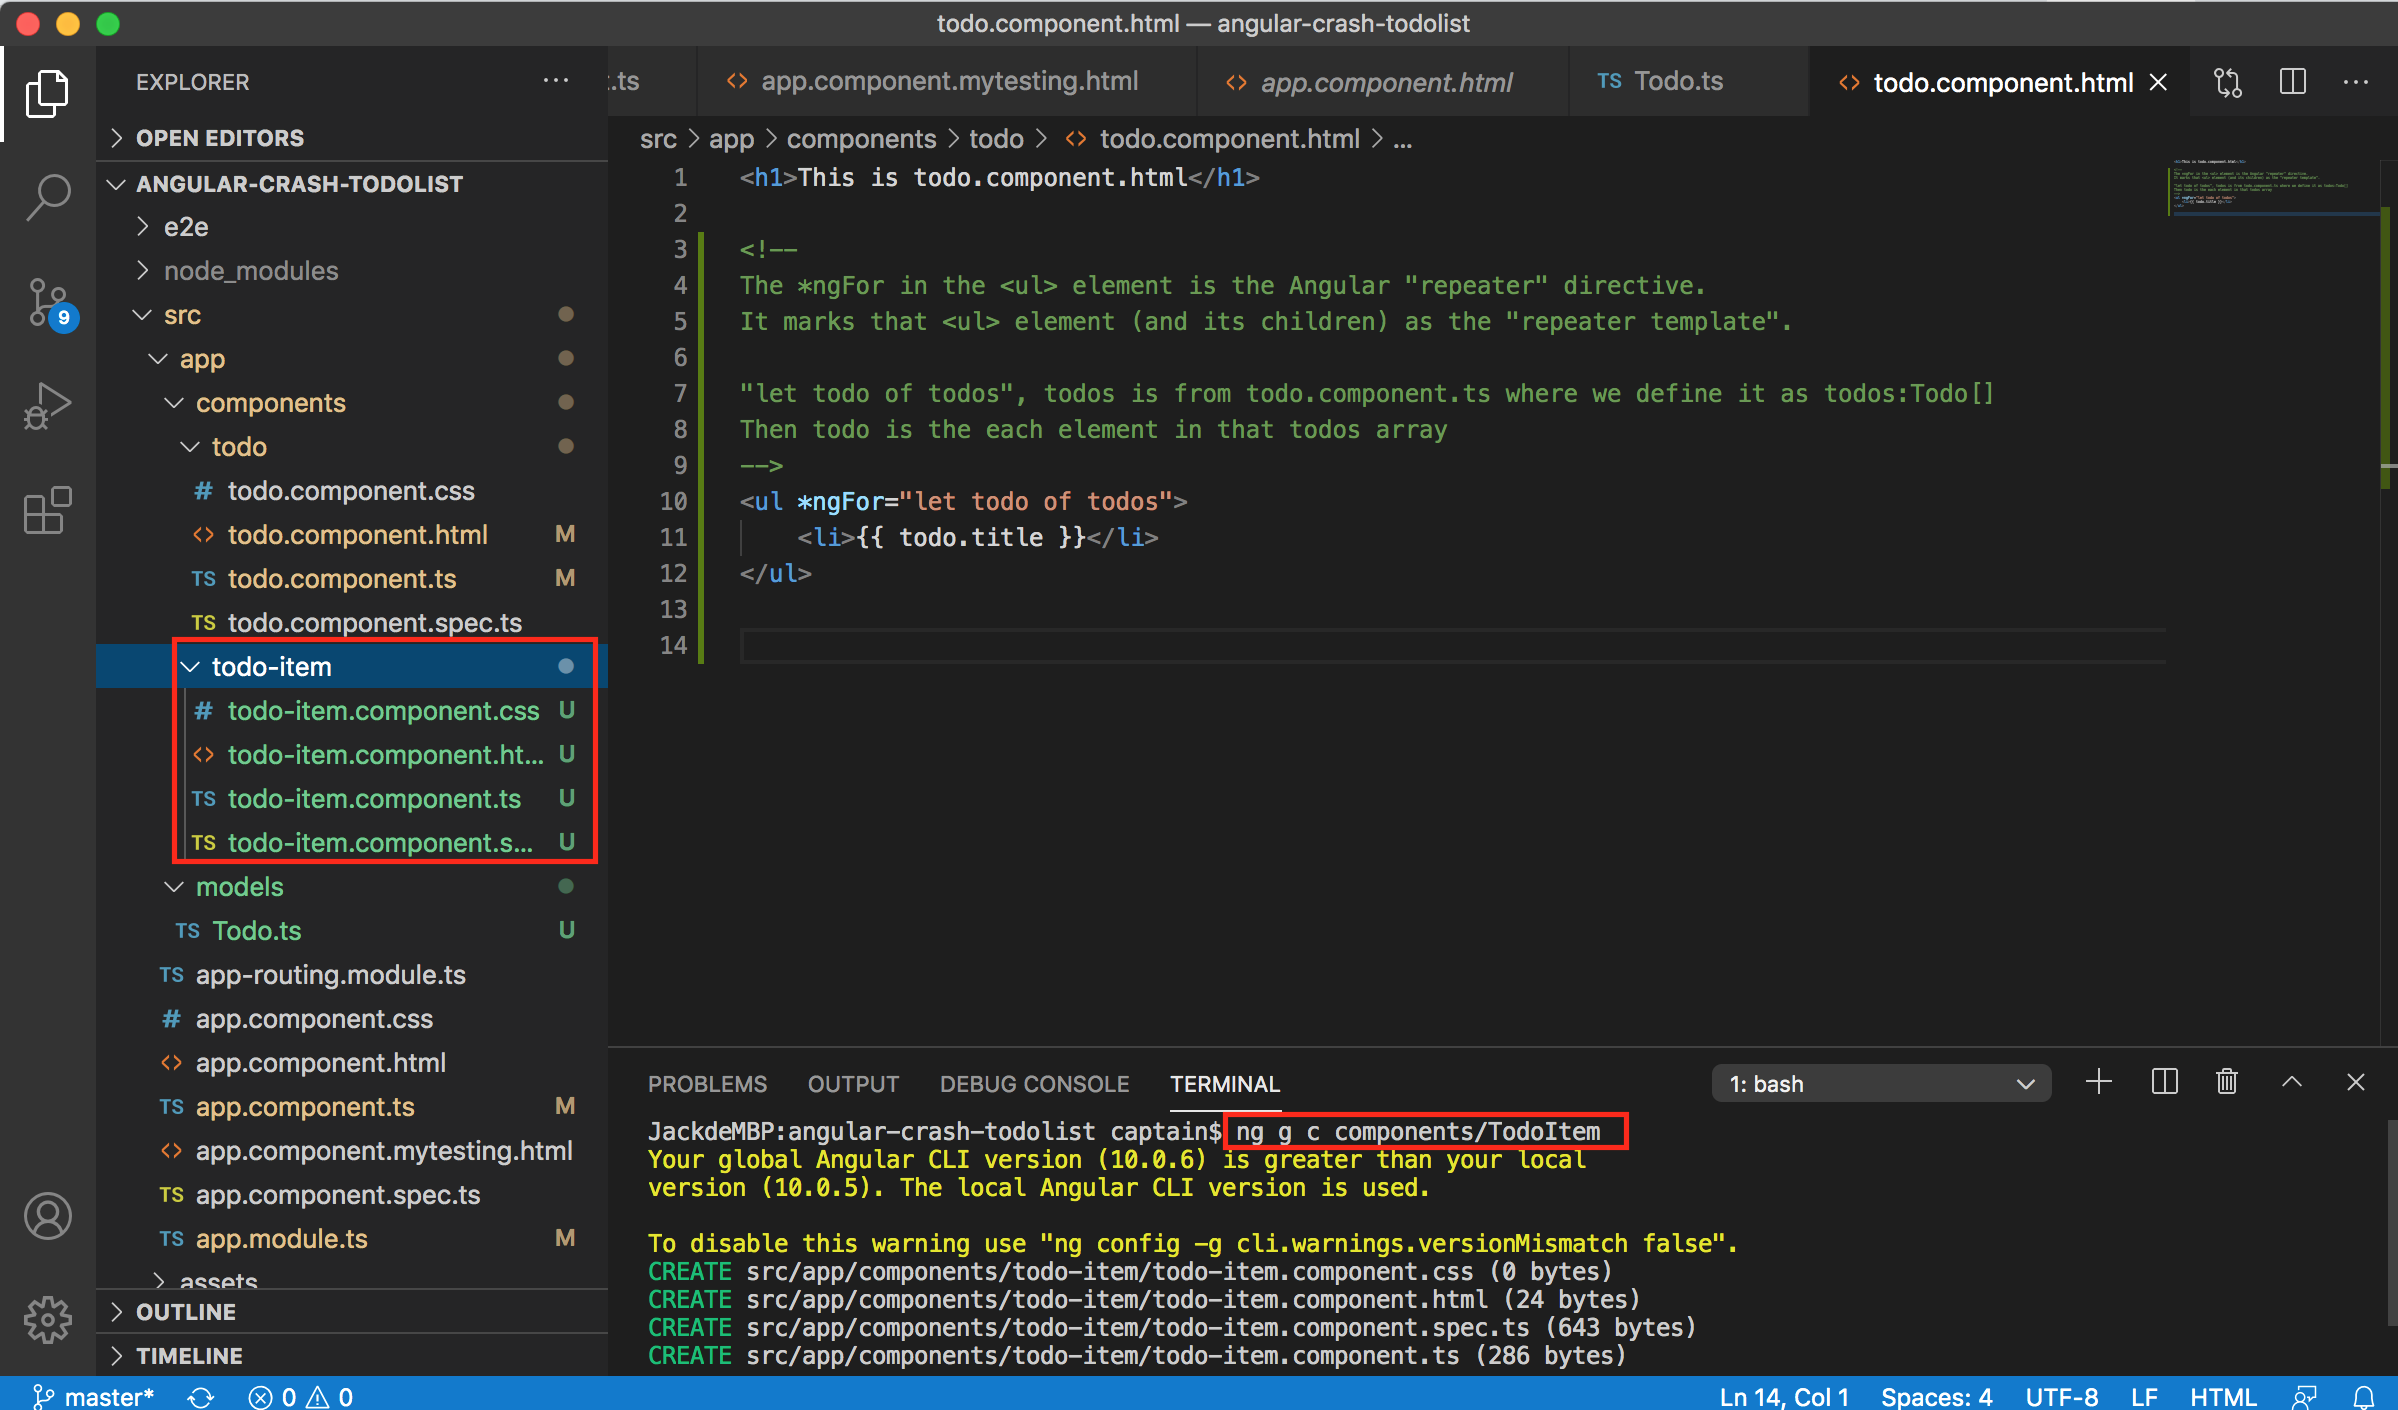 todo.component.html — angular-crash-todolist
EXPLORER
OPEN EDITORS
ANGULAR-CRASH-TODOLIST
e2e
node_modules
src
app
components
todo
# todo.component.css
<> todo.component.html M
TS todo.component.ts M
TS todo.component.spec.ts
todo-item
# todo-item.component.css U
<> todo-item.component.ht... U
TS todo-item.component.ts U
TS todo-item.component.s... U
models
TS Todo.ts U
TS app-routing.module.ts
# app.component.css
<> app.component.html
TS app.component.ts M
<> app.component.mytesting.html
TS app.component.spec.ts
TS app.module.ts M
assets
OUTLINE
TIMELINE
9
.ts <> app.component.mytesting.html <> app.component.html TS Todo.ts <> todo.component.html
src > app > components > todo > <> todo.component.html > ...
1 <h1>This is todo.component.html</h1>
2
3 <!--
4 The *ngFor in the <ul> element is the Angular "repeater" directive.
5 It marks that <ul> element (and its children) as the "repeater template".
6
7 "let todo of todos", todos is from todo.component.ts where we define it as todos:Todo[]
8 Then todo is the each element in that todos array
9 -->
10 <ul *ngFor="let todo of todos">
11     <li>{{ todo.title }}</li>
12 </ul>
13
14
PROBLEMS OUTPUT DEBUG CONSOLE TERMINAL 1: bash
JackdeMBP:angular-crash-todolist captain$ ng g c components/TodoItem
Your global Angular CLI version (10.0.6) is greater than your local
version (10.0.5). The local Angular CLI version is used.
To disable this warning use "ng config -g cli.warnings.versionMismatch false".
CREATE src/app/components/todo-item/todo-item.component.css (0 bytes)
CREATE src/app/components/todo-item/todo-item.component.html (24 bytes)
CREATE src/app/components/todo-item/todo-item.component.spec.ts (643 bytes)
CREATE src/app/components/todo-item/todo-item.component.ts (286 bytes)
master* 0 0 Ln 14, Col 1 Spaces: 4 UTF-8 LF HTML